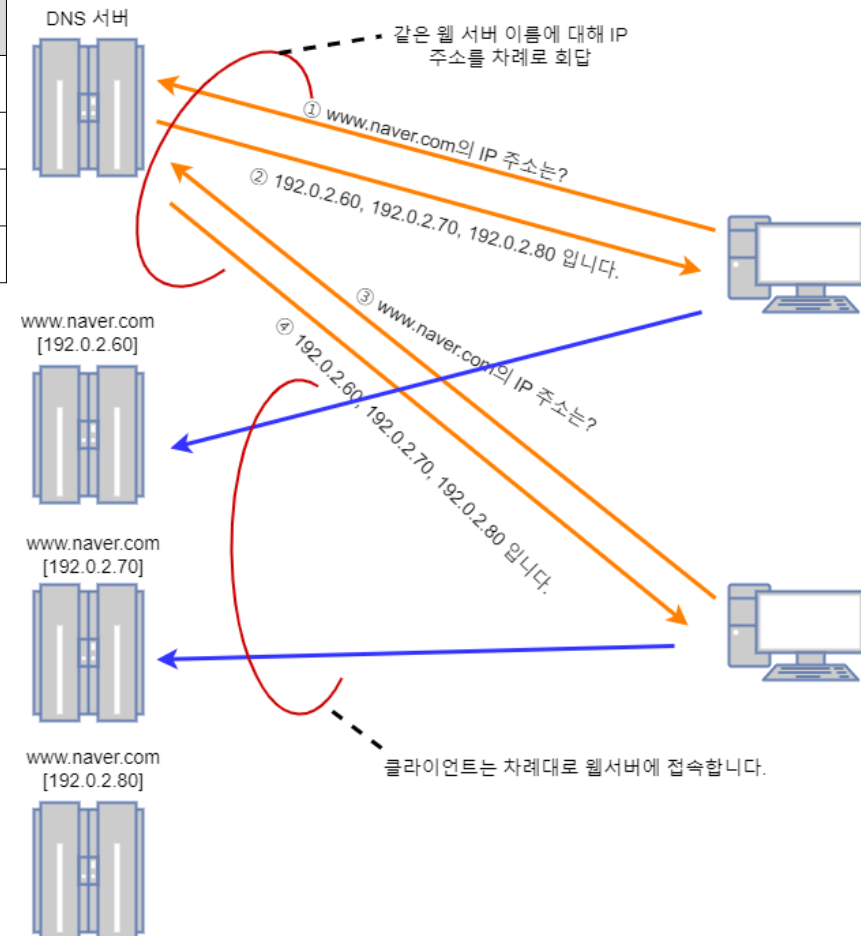 DNS 서버
같은 웹 서버 이름에 대해 IP
주소를 차례로 회답
① www.naver.com의 IP 주소는?
② 192.0.2.60, 192.0.2.70, 192.0.2.80 입니다.
③ www.naver.com의 IP 주소는?
④ 192.0.2.60, 192.0.2.70, 192.0.2.80 입니다.
www.naver.com
[192.0.2.60]
www.naver.com
[192.0.2.70]
www.naver.com
[192.0.2.80]
클라이언트는 차례대로 웹서버에 접속합니다.